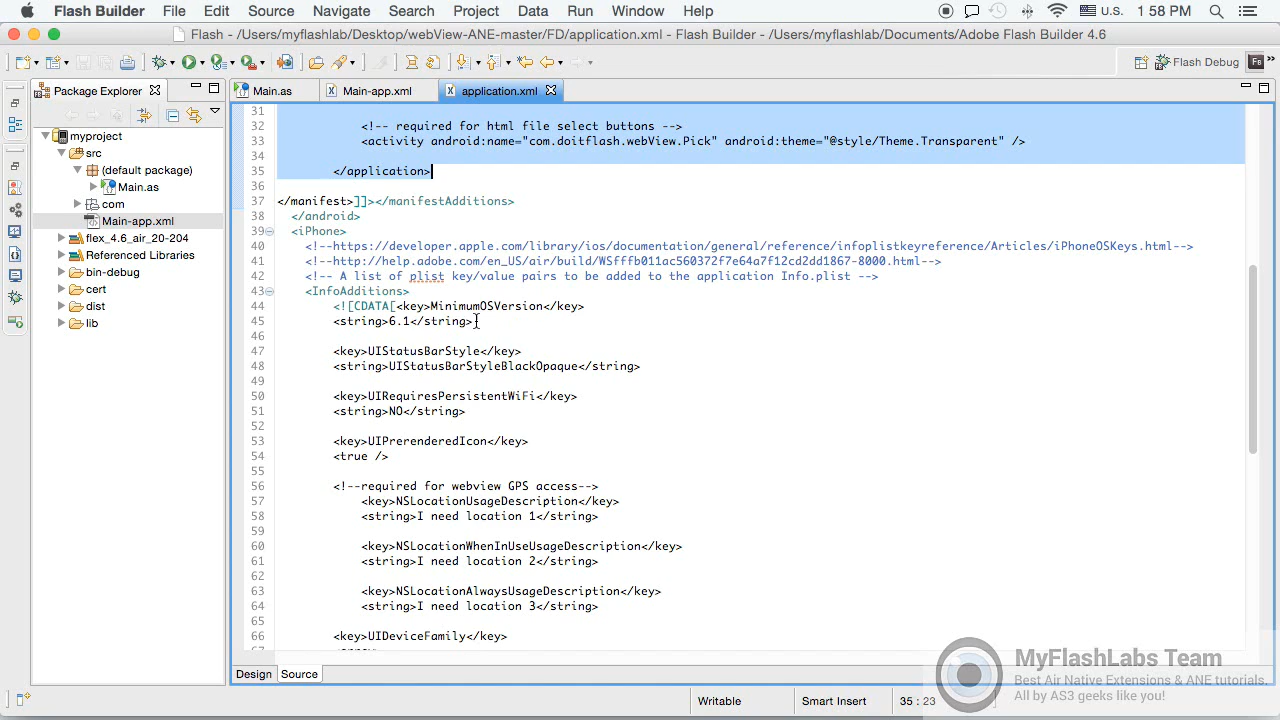 Flash Builder File Edit Source Navigate Search Project Data Run Window Help U.S. 1:58 PM
Flash - /Users/myflashlab/Desktop/webView-ANE-master/FD/application.xml - Flash Builder - /Users/myflashlab/Documents/Adobe Flash Builder 4.6
Flash Debug Fb
Package Explorer
Main.as Main-app.xml application.xml
myproject
src
(default package)
Main.as
com
Main-app.xml
flex_4.6_air_20-204
Referenced Libraries
bin-debug
cert
dist
lib
31
32 <!-- required for html file select buttons -->
33 <activity android:name="com.doitflash.webView.Pick" android:theme="@style/Theme.Transparent" />
34
35 </application>
36
37 </manifest>]]></manifestAdditions>
38 </android>
39 <iPhone>
40 <!--https://developer.apple.com/library/ios/documentation/general/reference/infoplistkeyreference/Articles/iPhoneOSKeys.html-->
41 <!--http://help.adobe.com/en_US/air/build/WSfffb011ac560372f7e64a7f12cd2dd1867-8000.html-->
42 <!-- A list of plist key/value pairs to be added to the application Info.plist -->
43 <InfoAdditions>
44 <![CDATA[<key>MinimumOSVersion</key>
45 <string>6.1</string>
46
47 <key>UIStatusBarStyle</key>
48 <string>UIStatusBarStyleBlackOpaque</string>
49
50 <key>UIRequiresPersistentWiFi</key>
51 <string>NO</string>
52
53 <key>UIPrerenderedIcon</key>
54 <true />
55
56 <!--required for webview GPS access-->
57 <key>NSLocationUsageDescription</key>
58 <string>I need location 1</string>
59
60 <key>NSLocationWhenInUseUsageDescription</key>
61 <string>I need location 2</string>
62
63 <key>NSLocationAlwaysUsageDescription</key>
64 <string>I need location 3</string>
65
66 <key>UIDeviceFamily</key>
Design Source
Writable Smart Insert 35 : 23
MyFlashLabs Team
Best Air Native Extensions & ANE tutorials.
All by AS3 geeks like you!